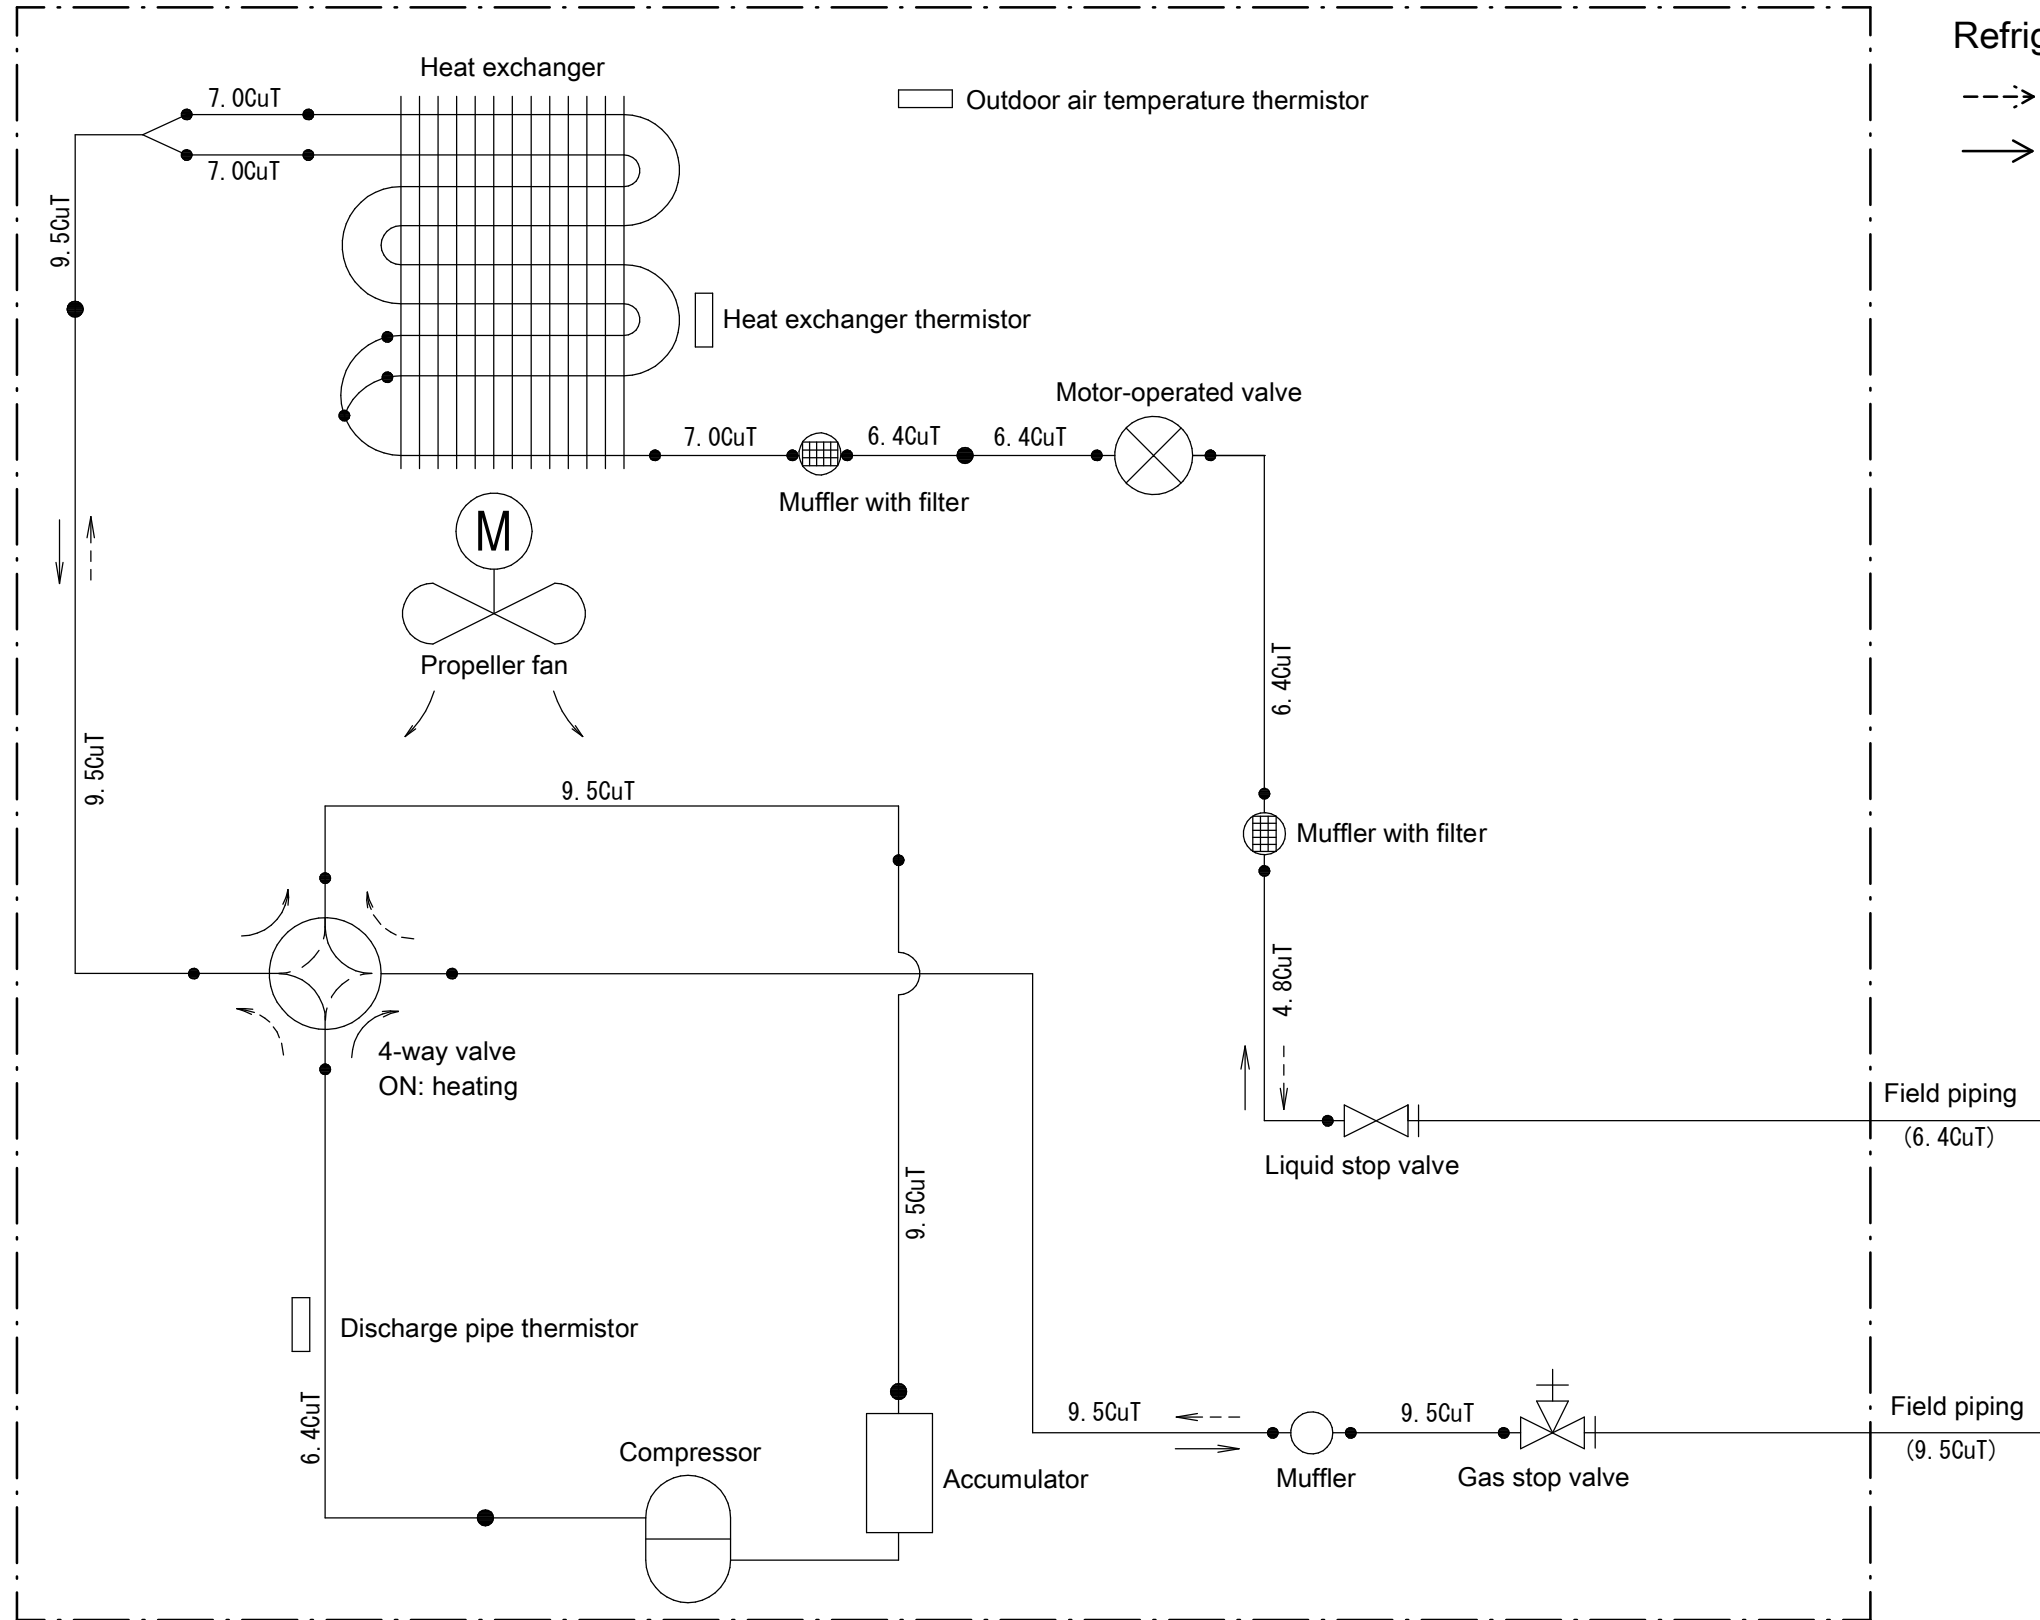 Refrig
Heat exchanger
7.0CuT
Outdoor air temperature thermistor
7.0CuT
9.5CuT
Heat exchanger thermistor
Motor-operated valve
7.0CuT
6.4CuT
6.4CuT
Muffler with filter
M
Propeller fan
6.4CuT
9.5CuT
9.5CuT
Muffler with filter
4.8CuT
4-way valve
ON: heating
Field piping
(6.4CuT)
Liquid stop valve
9.5CuT
Discharge pipe thermistor
6.4CuT
9.5CuT
9.5CuT
Field piping
(9.5CuT)
Compressor
Accumulator
Muffler
Gas stop valve